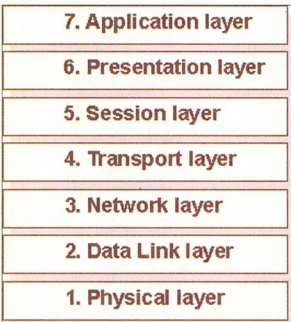 7. Application layer
6. Presentation layer
5. Session layer
4. Transport layer
3. Network layer
2. Data Link layer
1. Physical layer